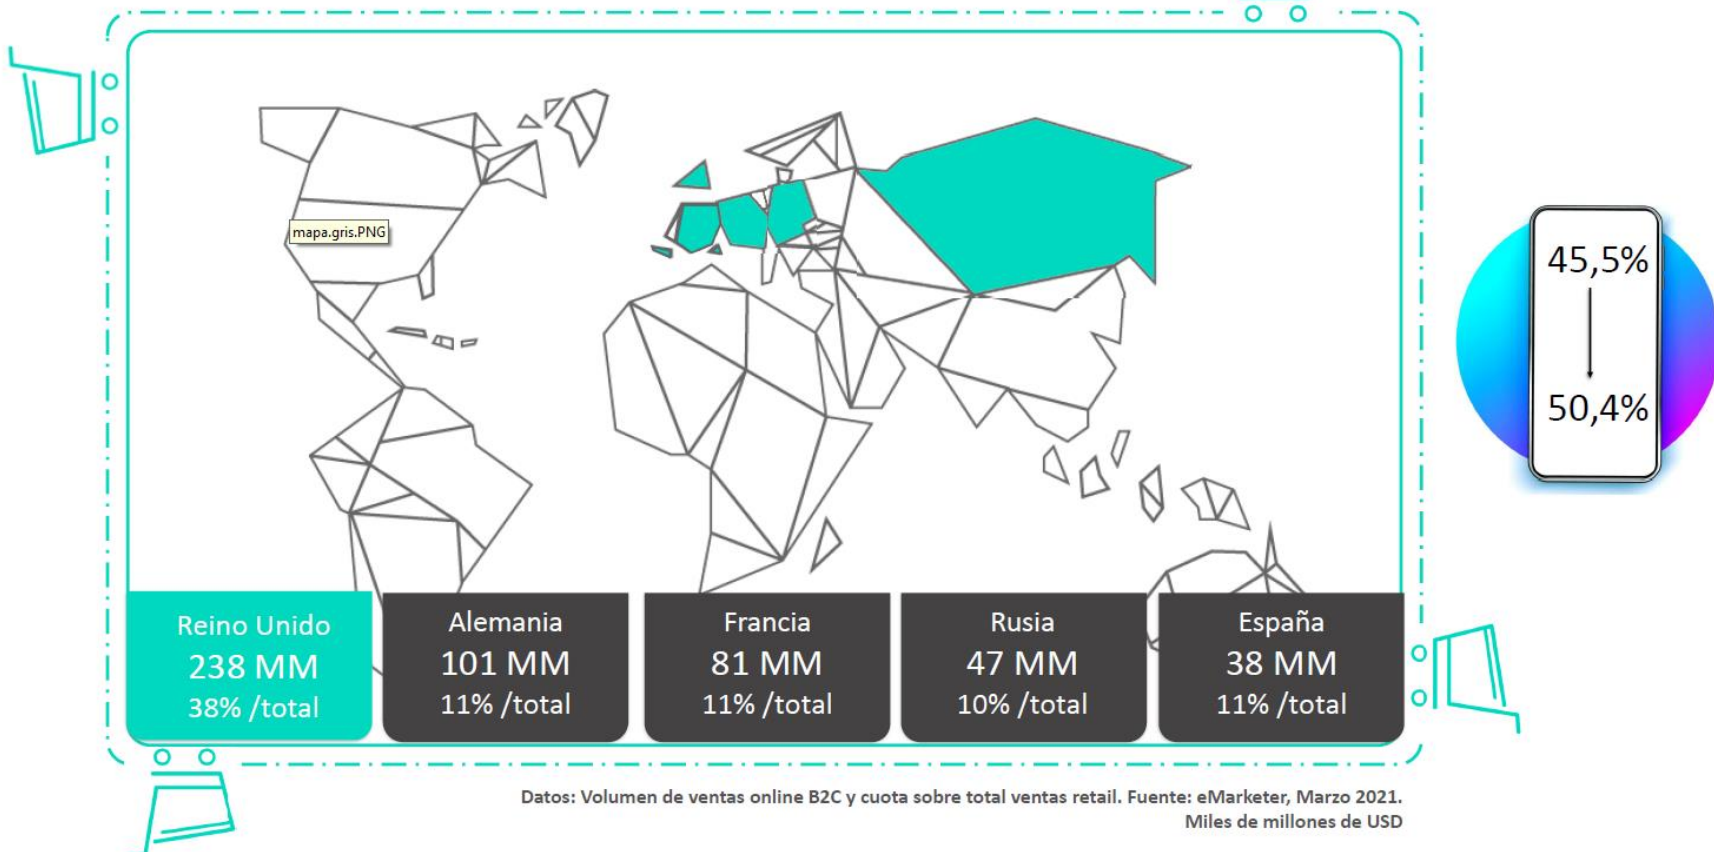 mapa.gris.PNG
45,5%
50,4%
Reino Unido
238 MM
38% /total
Alemania
101 MM
11% /total
Francia
81 MM
11% /total
Rusia
47 MM
10% /total
España
38 MM
11% /total
Datos: Volumen de ventas online B2C y cuota sobre total ventas retail. Fuente: eMarketer, Marzo 2021.
Miles de millones de USD